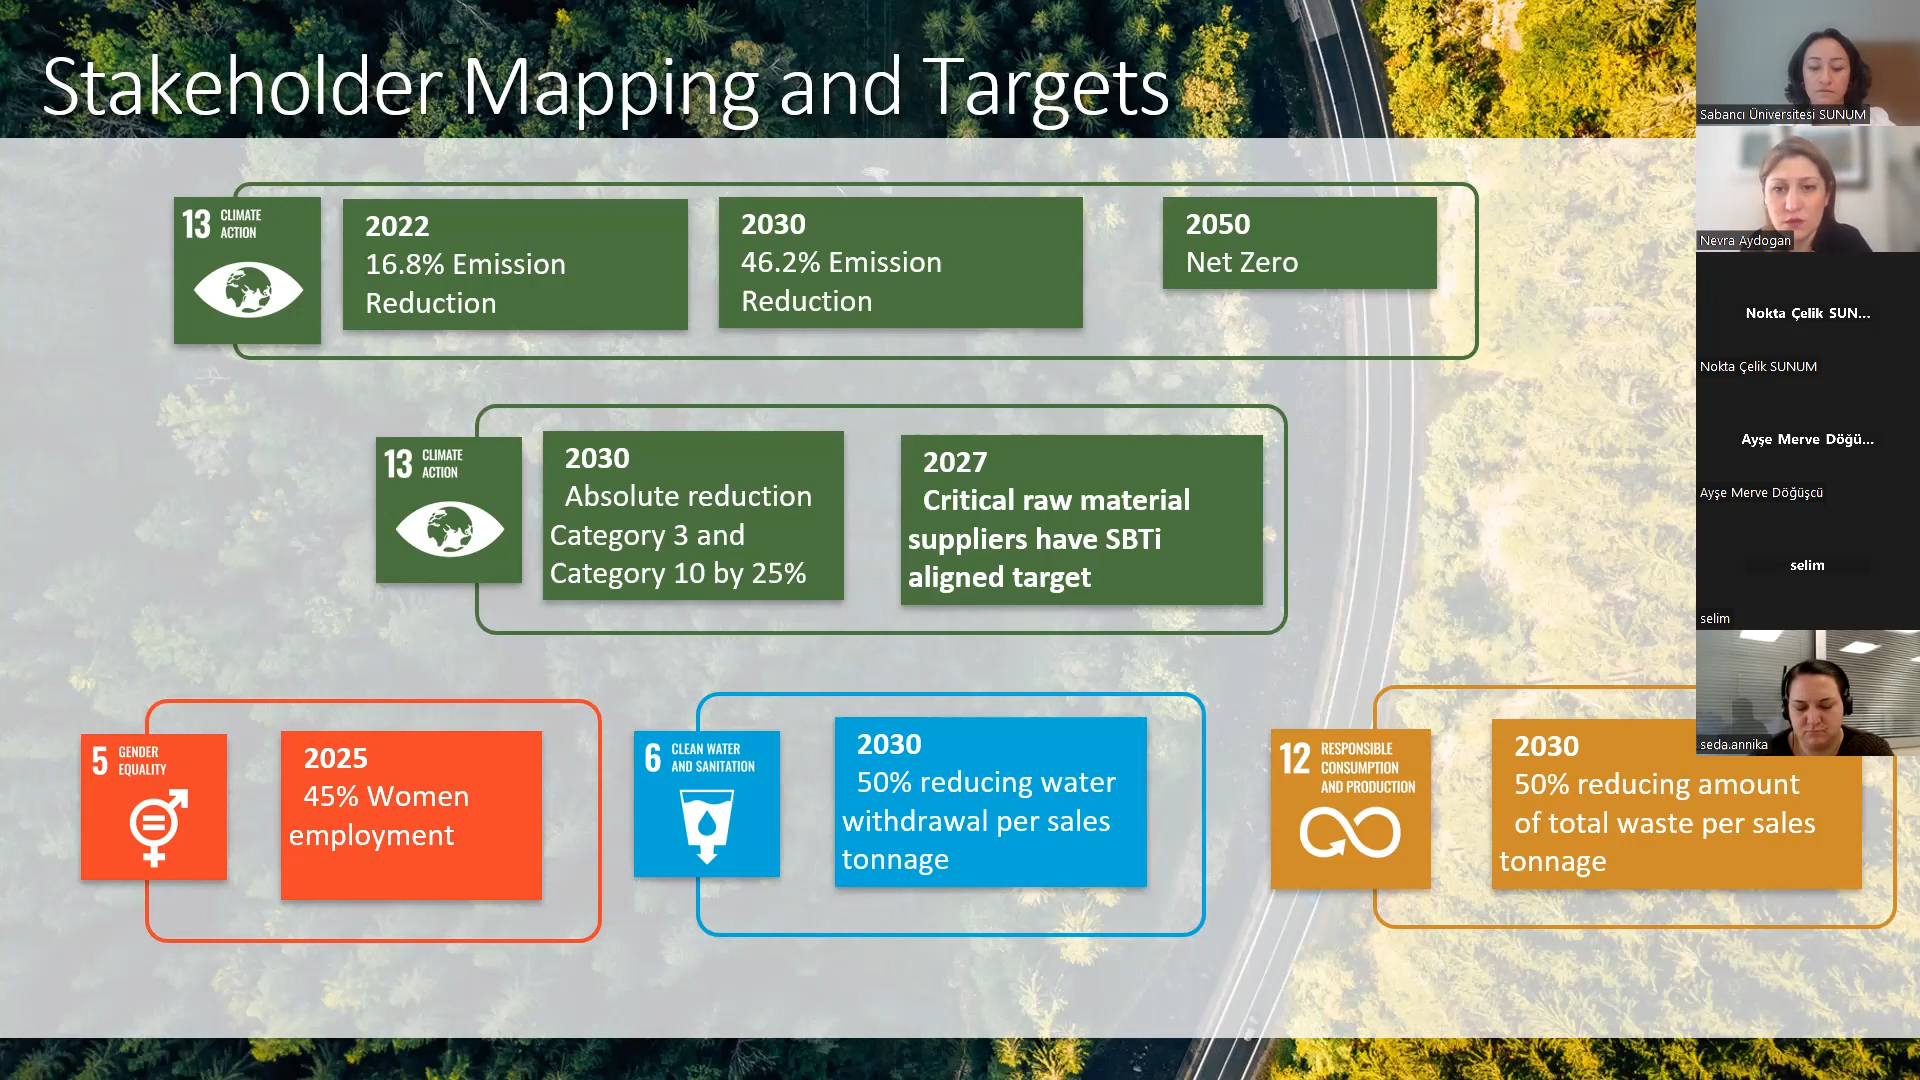 Stakeholder Mapping and Targets
13 CLIMATE
ACTION
2022
16.8% Emission
Reduction
2030
46.2% Emission
Reduction
2050
Net Zero
13 CLIMATE
ACTION
2030
Absolute reduction
Category 3 and
Category 10 by 25%
2027
Critical raw material
suppliers have SBTi
aligned target
5 GENDER
EQUALITY
2025
45% Women
employment
6 CLEAN WATER
AND SANITATION
2030
50% reducing water
withdrawal per sales
tonnage
12 RESPONSIBLE
CONSUMPTION
AND PRODUCTION
2030
50% reducing amount
of total waste per sales
tonnage
Sabancı Üniversitesi SUNUM
Nevra Aydogan
Nokta Çelik SUN...
Nokta Çelik SUNUM
Ayşe Merve Döğü...
Ayşe Merve Döğüşcü
selim
selim
seda.annika